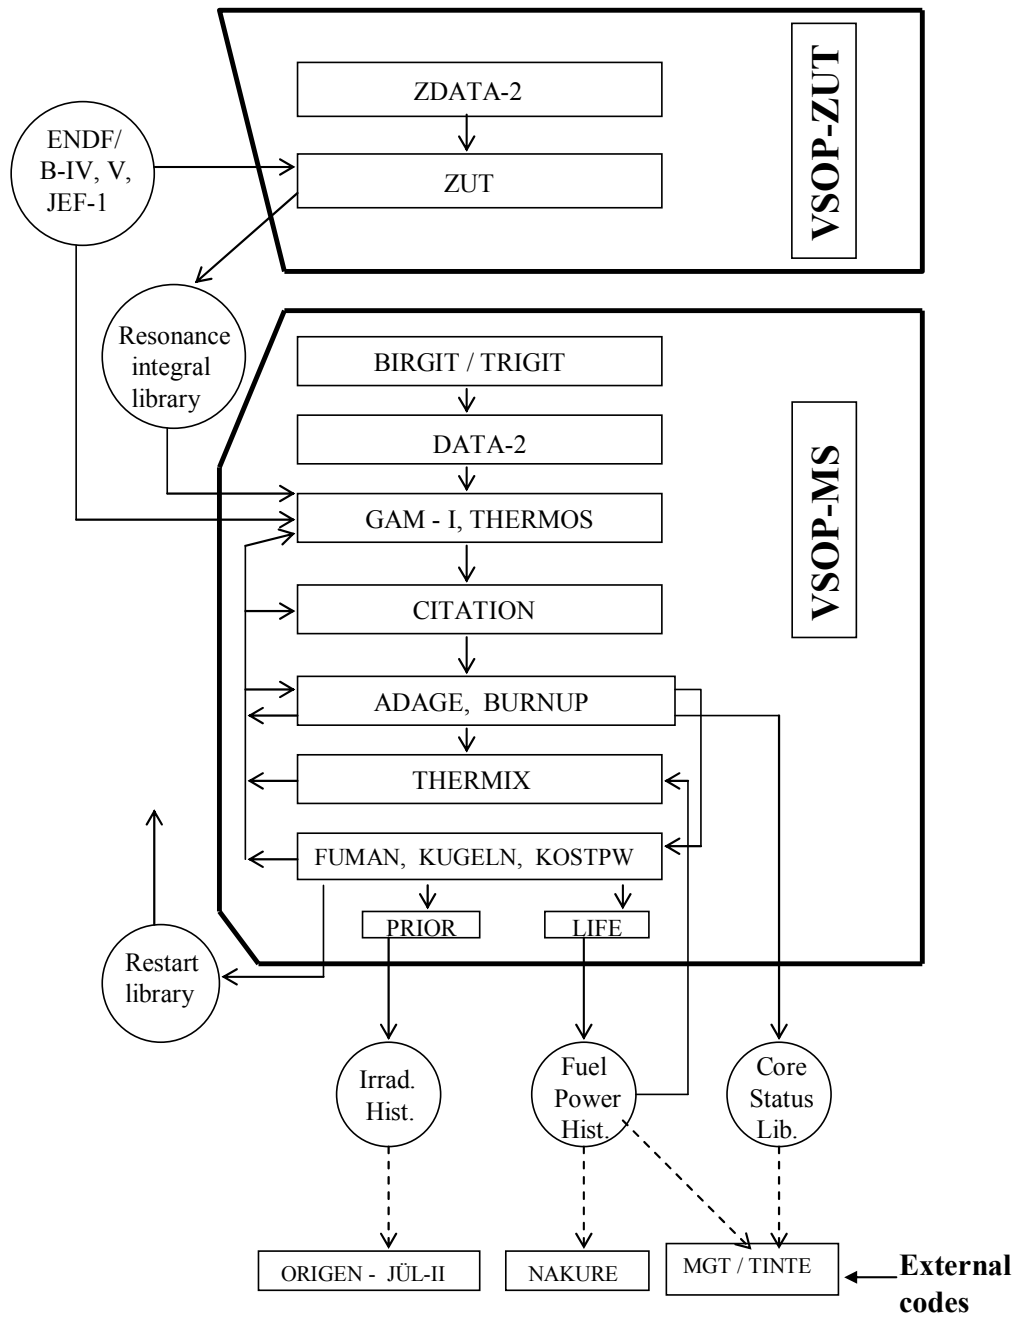 ZDATA-2
VSOP-ZUT
ENDF/
B-IV, V,
JEF-1
ZUT
Resonance
integral
library
BIRGIT / TRIGIT
DATA-2
VSOP-MS
GAM - I, THERMOS
CITATION
ADAGE, BURNUP
THERMIX
FUMAN, KUGELN, KOSTPW
PRIOR
LIFE
Restart
library
Irrad.
Hist.
Fuel
Power
Hist.
Core
Status
Lib.
ORIGEN - JÜL-II
NAKURE
MGT / TINTE
External
codes